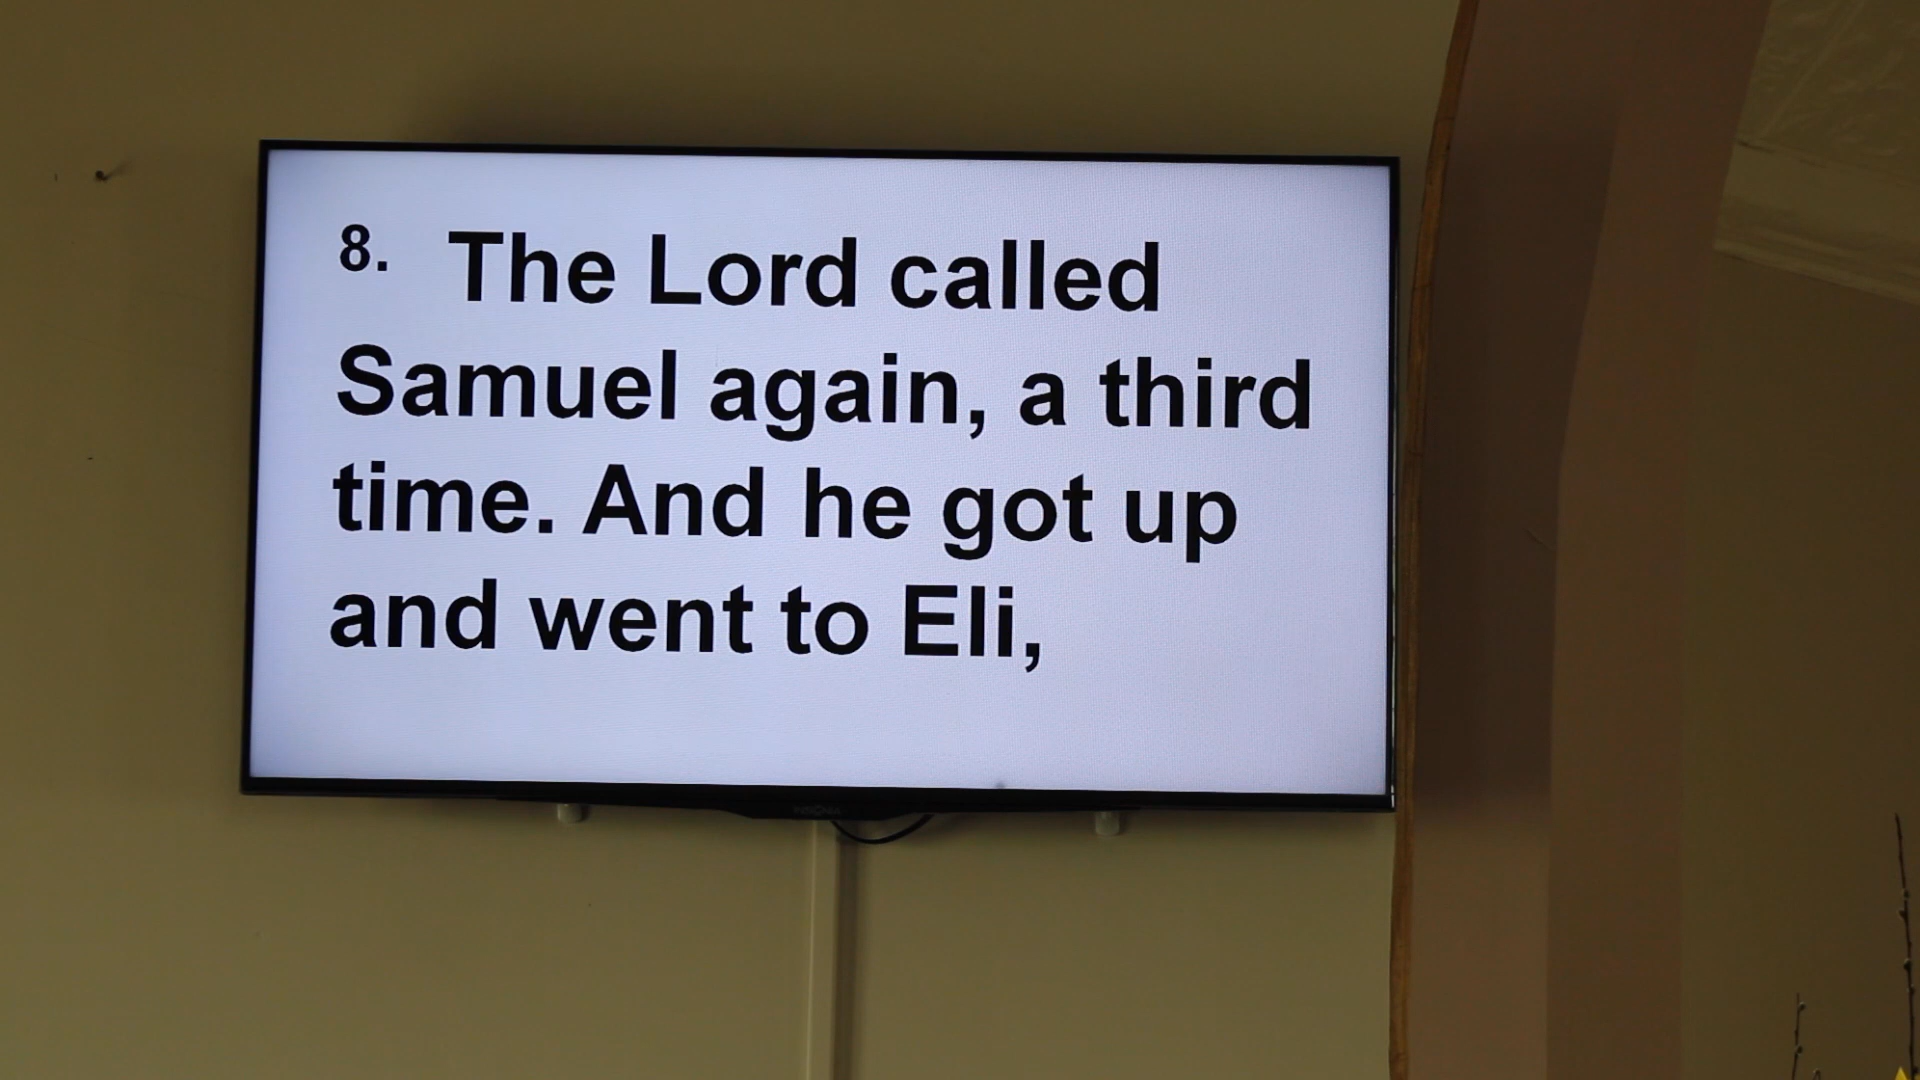 8. The Lord called
Samuel again, a third
time. And he got up
and went to Eli,